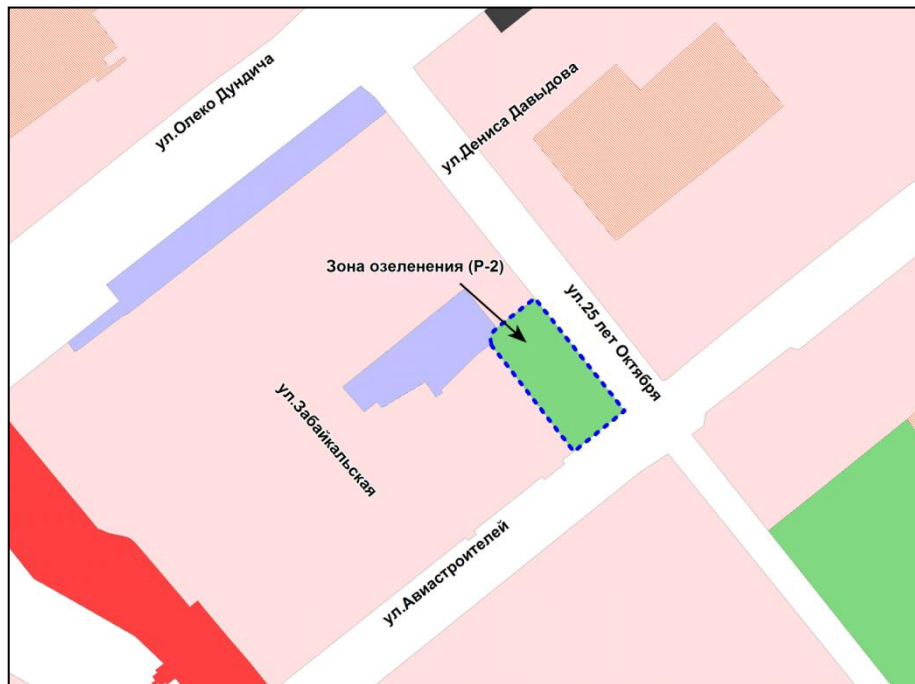 ул.Олеко Дундича
ул.Дениса Давыдова
Зона озеленения (Р-2)
ул.25 лет Октября
ул.Забайкальская
ул.Авиастроителей